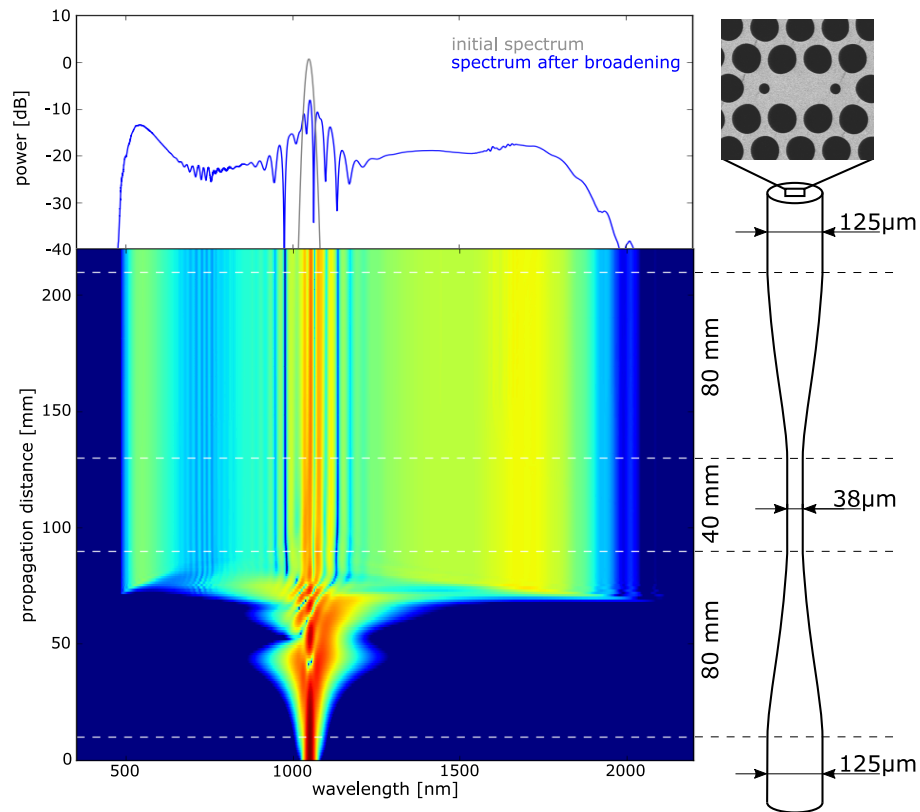 10
0
-10
-20
-30
-40
power [dB]
initial spectrum
spectrum after broadening
200
150
100
50
0
propagation distance [mm]
500
1000
1500
2000
wavelength [nm]
125µm
80 mm
40 mm
38µm
80 mm
125µm